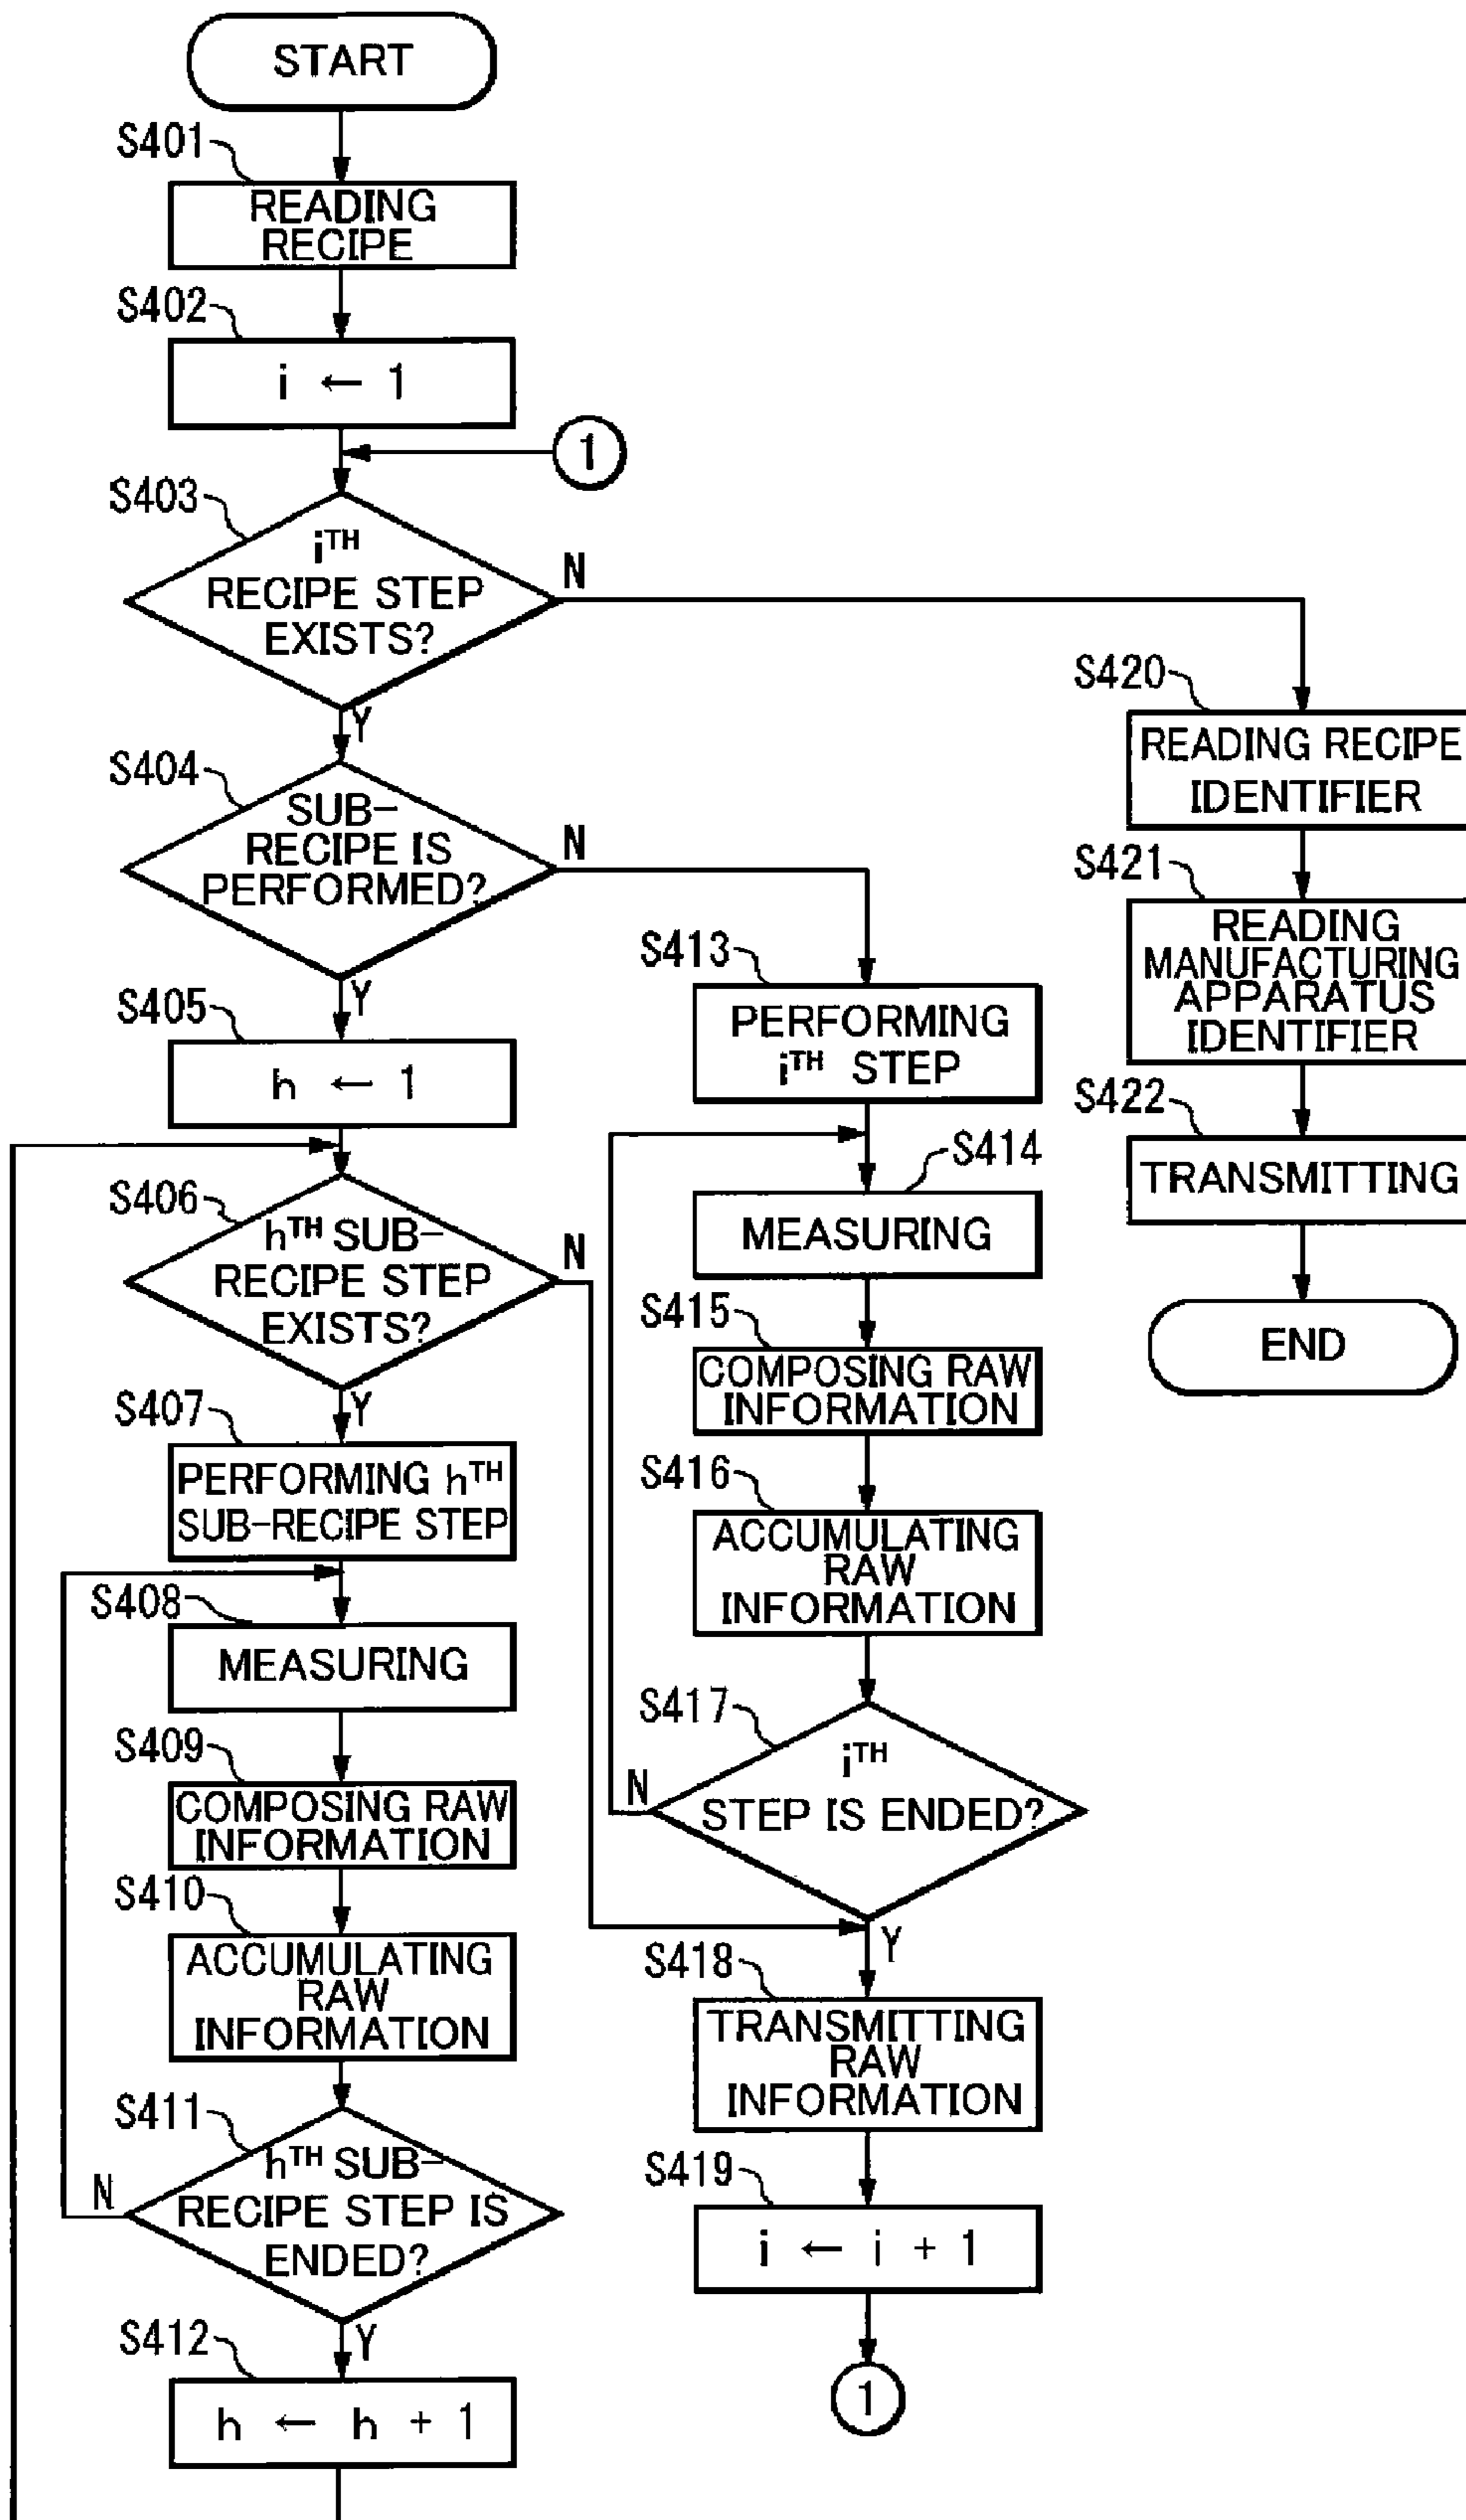 START
S401
READING
RECIPE
S402
i ← 1
1
S403
iTH
RECIPE STEP
EXISTS?
N
Y
S404
SUB-
RECIPE IS
PERFORMED?
N
Y
S405
h ← 1
S406
hTH SUB-
RECIPE STEP
EXISTS?
N
Y
S407
PERFORMING hTH
SUB-RECIPE STEP
S408
MEASURING
S409
COMPOSING RAW
INFORMATION
S410
ACCUMULATING
RAW
INFORMATION
S411
hTH SUB-
RECIPE STEP IS
ENDED?
N
Y
S412
h ← h + 1
S413
PERFORMING
iTH STEP
S414
MEASURING
S415
COMPOSING RAW
INFORMATION
S416
ACCUMULATING
RAW
INFORMATION
S417
iTH
STEP IS ENDED?
N
Y
S418
TRANSMITTING
RAW
INFORMATION
S419
i ← i + 1
1
S420
READING RECIPE
IDENTIFIER
S421
READING
MANUFACTURING
APPARATUS
IDENTIFIER
S422
TRANSMITTING
END